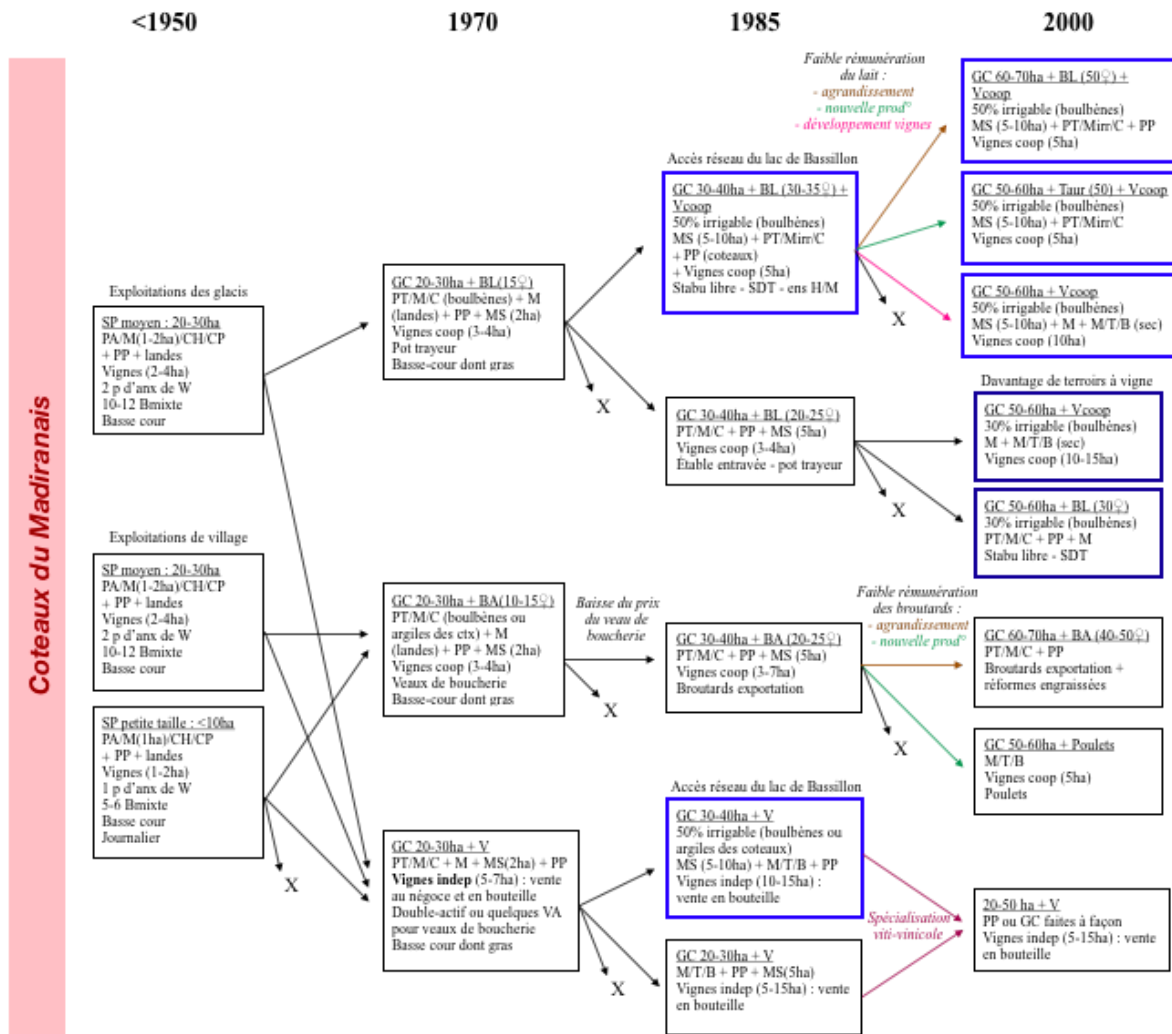 <1950
1970
1985
2000
Coteaux du Madiranais
Exploitations des glacis
SP moyen : 20-30ha
PA/M(1-2ha)/CH/CP
+ PP + landes
Vignes (2-4ha)
2 p d'anx de W
10-12 Bmixte
Basse cour
Exploitations de village
SP moyen : 20-30ha
PA/M(1-2ha)/CH/CP
+ PP + landes
Vignes (2-4ha)
2 p d'anx de W
10-12 Bmixte
Basse cour
SP petite taille : <10ha
PA/M(1ha)/CH/CP
+ PP + landes
Vignes (1-2ha)
1 p d'anx de W
5-6 Bmixte
Basse cour
Journalier
X
GC 20-30ha + BL(15♀)
PT/M/C (boulbènes) + M
(landes) + PP + MS (2ha)
Vignes coop (3-4ha)
Pot trayeur
Basse-cour dont gras
X
GC 20-30ha + BA(10-15♀)
PT/M/C (boulbènes ou
argiles des ctx) + M
(landes) + PP + MS (2ha)
Vignes coop (3-4ha)
Veaux de boucherie
Basse-cour dont gras
Baisse du prix
du veau de
boucherie
X
GC 20-30ha + V
PT/M/C + M + MS(2ha) + PP
Vignes indep (5-7ha) : vente
au négoce et en bouteille
Double-actif ou quelques VA
pour veaux de boucherie
Basse cour dont gras
X
Accès réseau du lac de Bassillon
GC 30-40ha + BL (30-35♀) +
Vcoop
50% irrigable (boulbènes)
MS (5-10ha) + PT/Mirr/C
+ PP (coteaux)
+ Vignes coop (5ha)
Stabu libre - SDT - ens H/M
Faible rémunération
du lait :
- agrandissement
- nouvelle prod°
- développement vignes
X
GC 30-40ha + BL (20-25♀)
PT/M/C + PP + MS (5ha)
Vignes coop (3-4ha)
Étable entravée - pot trayeur
X
GC 30-40ha + BA (20-25♀)
PT/M/C + PP + MS (5ha)
Vignes coop (3-7ha)
Broutards exportation
Faible rémunération
des broutards :
- agrandissement
- nouvelle prod°
X
Accès réseau du lac de Bassillon
GC 30-40ha + V
50% irrigable (boulbènes ou
argiles des coteaux)
MS (5-10ha) + M/T/B + PP
Vignes indep (10-15ha) :
vente en bouteille
GC 20-30ha + V
M/T/B + PP + MS(5ha)
Vignes indep (5-15ha) : vente
en bouteille
Spécialisation
viti-vinicole
GC 60-70ha + BL (50♀) +
Vcoop
50% irrigable (boulbènes)
MS (5-10ha) + PT/Mirr/C + PP
Vignes coop (5ha)
GC 50-60ha + Taur (50) + Vcoop
50% irrigable (boulbènes)
MS (5-10ha) + PT/Mirr/C
Vignes coop (5ha)
GC 50-60ha + Vcoop
50% irrigable (boulbènes)
MS (5-10ha) + M + M/T/B (sec)
Vignes coop (10ha)
Davantage de terroirs à vigne
GC 50-60ha + Vcoop
30% irrigable (boulbènes)
M + M/T/B (sec)
Vignes coop (10-15ha)
GC 50-60ha + BL (30♀)
30% irrigable (boulbènes)
PT/M/C + PP + M
Stabu libre - SDT
GC 60-70ha + BA (40-50♀)
PT/M/C + PP
Broutards exportation +
réformes engraissées
GC 50-60ha + Poulets
M/T/B
Vignes coop (5ha)
Poulets
20-50 ha + V
PP ou GC faites à façon
Vignes indep (5-15ha) : vente
en bouteille